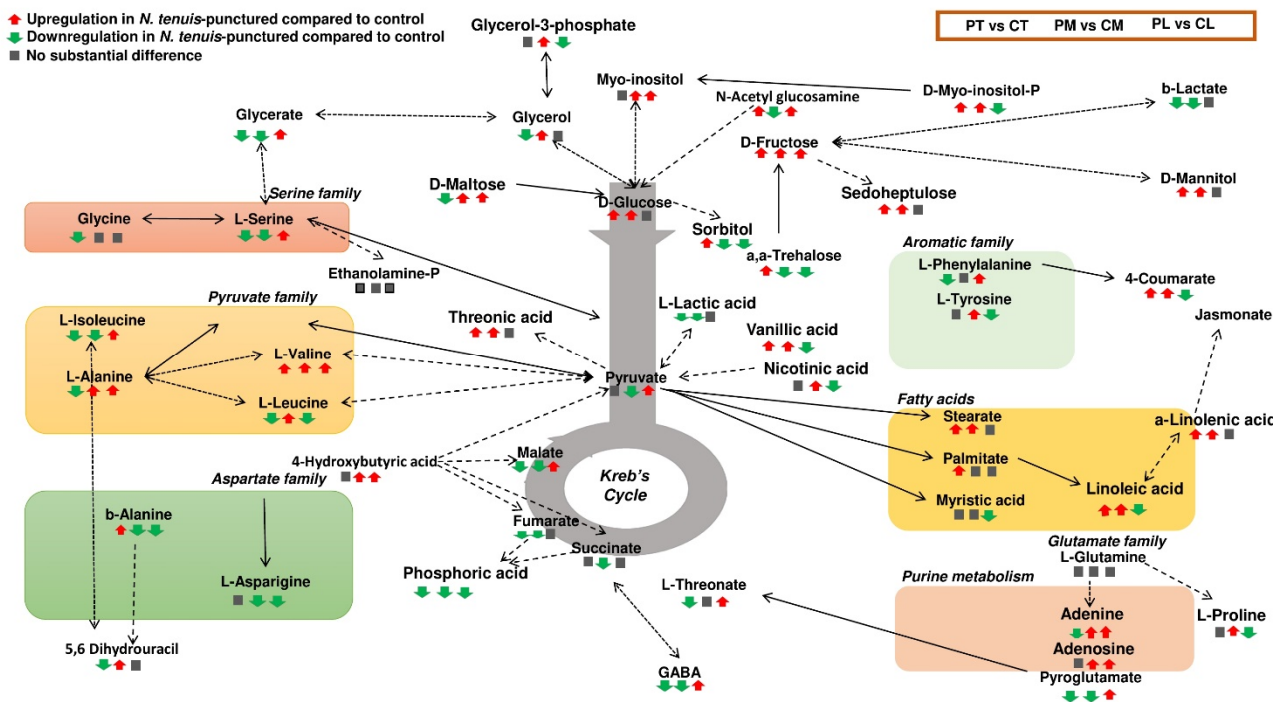 Upregulation in N. tenuis-punctured compared to control
Downregulation in N. tenuis-punctured compared to control
No substantial difference
PT vs CT PM vs CM PL vs CL
Glycerol-3-phosphate
Myo-inositol
N-Acetyl glucosamine
D-Myo-inositol-P
b-Lactate
Glycerate
Glycerol
D-Fructose
D-Mannitol
Sedoheptulose
D-Maltose
D-Glucose
Sorbitol
a,a-Trehalose
Serine family
Glycine
L-Serine
Ethanolamine-P
Aromatic family
L-Phenylalanine
L-Tyrosine
4-Coumarate
Jasmonate
Pyruvate family
L-Isoleucine
L-Valine
L-Alanine
L-Leucine
Threonic acid
L-Lactic acid
Vanillic acid
Nicotinic acid
Pyruvate
Fatty acids
Stearate
a-Linolenic acid
Palmitate
Linoleic acid
Myristic acid
4-Hydroxybutyric acid
Malate
Kreb's
Cycle
Fumarate
Succinate
Phosphoric acid
Aspartate family
b-Alanine
L-Asparigine
5,6 Dihydrouracil
GABA
L-Threonate
Glutamate family
L-Glutamine
L-Proline
Purine metabolism
Adenine
Adenosine
Pyroglutamate